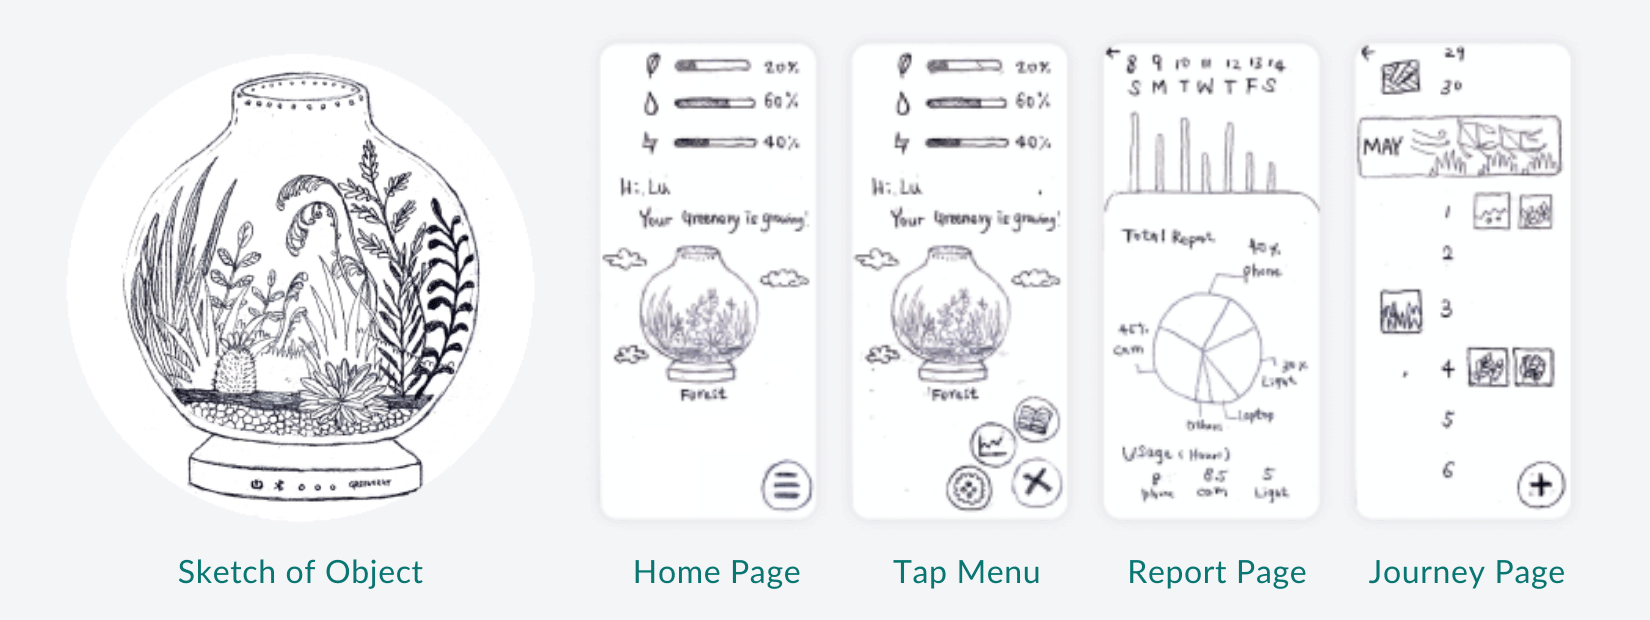 20%
60%
40%
Hi, Lu
Your Greenery is growing!
Forest
20%
60%
40%
Hi, Lu
Your Greenery is growing!
Forest
8 9 10 11 12 13 14
S M T W T F S
Total Report
40%
phone
45%
30%
Light
Laptop
Others
Usage (Hour)
8 8.5 5
phone com Light
29
30
MAY
1
2
3
4
5
6
Sketch of Object
Home Page
Tap Menu
Report Page
Journey Page